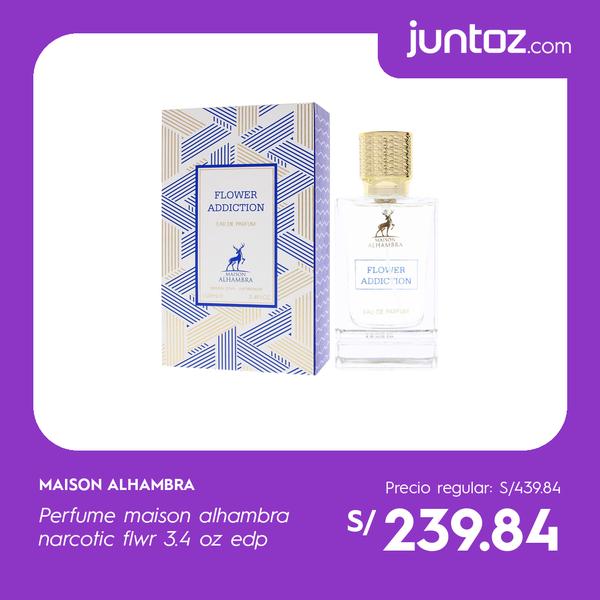 juntoz.com
FLOWER
ADDICTION
EAU DE PARFUM
MAISON
ALHAMBRA
MAISON
ALHAMBRA
FLOWER
ADDICTION
EAU DE PARFUM
MAISON ALHAMBRA
Perfume maison alhambra
narcotic flwr 3.4 oz edp
Precio regular: S/439.84
S/ 239.84